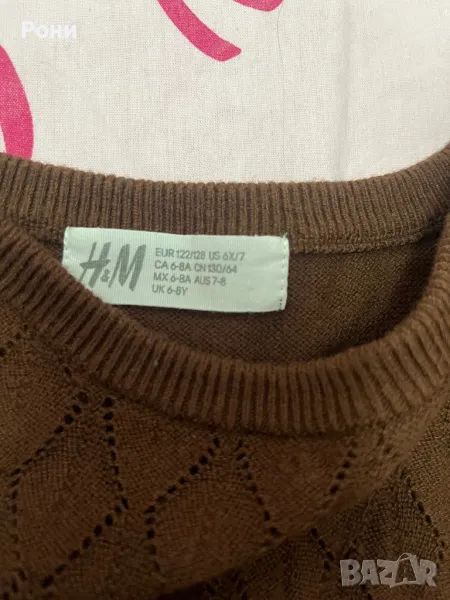 Рони
H&M
EUR 122/128 US 6X/7
CA 6-8A CN 130/64
MX 6-8A AUS 7-8
UK 6-8Y
BAZAR